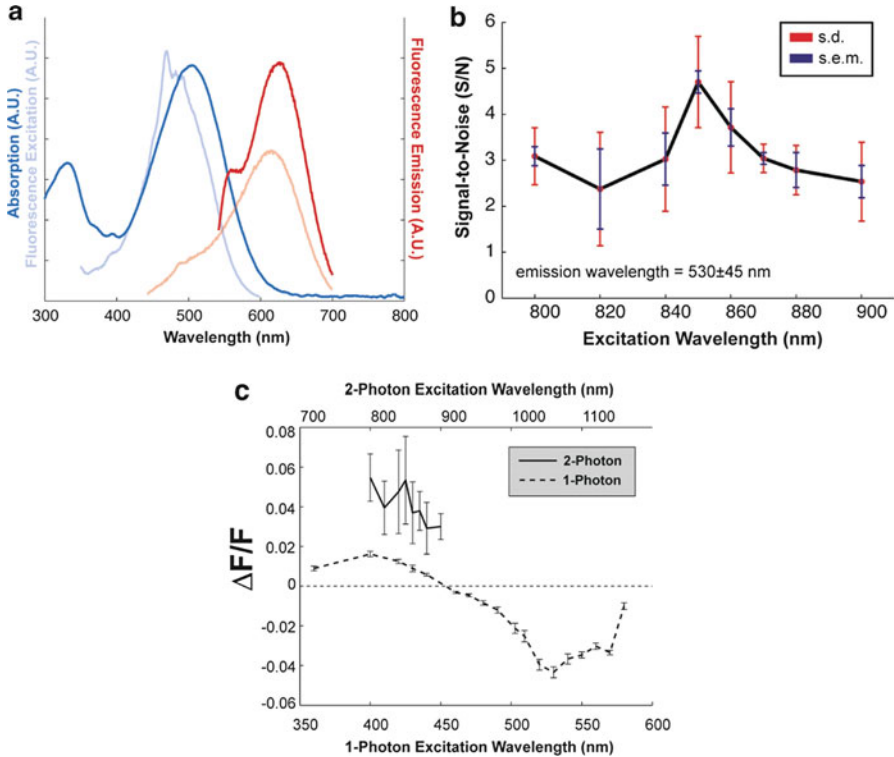 a
Absorption (A.U.)
Fluorescence Excitation (A.U.)
Fluorescence Emission (A.U.)
300 400 500 600 700 800
Wavelength (nm)
b
Signal-to-Noise (S/N)
6
5
4
3
2
1
0
s.d.
s.e.m.
emission wavelength = 530±45 nm
800 820 840 860 880 900
Excitation Wavelength (nm)
c
2-Photon Excitation Wavelength (nm)
700 800 900 1000 1100
ΔF/F
0.08
0.06
0.04
0.02
0
-0.02
-0.04
-0.06
2-Photon
1-Photon
350 400 450 500 550 600
1-Photon Excitation Wavelength (nm)